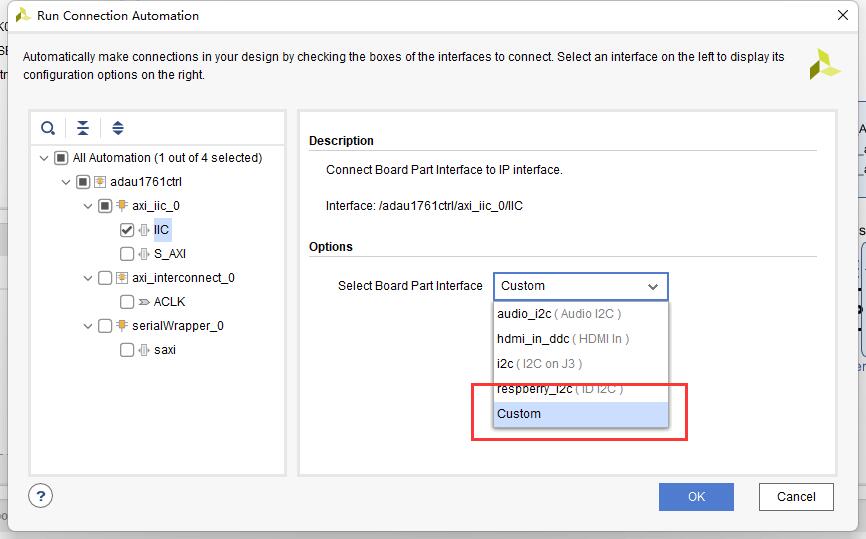 Run Connection Automation
Automatically make connections in your design by checking the boxes of the interfaces to connect. Select an interface on the left to display its
configuration options on the right.
All Automation (1 out of 4 selected)
adau1761ctrl
axi_iic_0
IIC
S_AXI
axi_interconnect_0
ACLK
serialWrapper_0
saxi
Description
Connect Board Part Interface to IP interface.
Interface: /adau1761ctrl/axi_iic_0/IIC
Options
Select Board Part Interface
Custom
audio_i2c ( Audio I2C )
hdmi_in_ddc ( HDMI In )
i2c ( I2C on J3 )
respberry_i2c ( ID I2C )
Custom
?
OK
Cancel